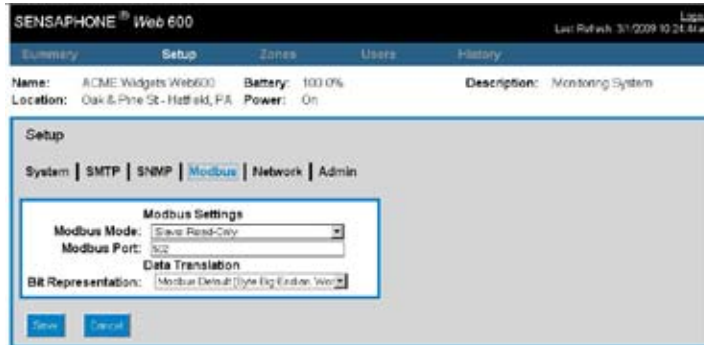 SENSAPHONE ® Web 600
Last Refresh 3/1/2009 10:24:44
Summary Setup Zones Users History
Name: ACME Widgets Web600 Battery: 100.0% Description: Monitoring System
Location: Oak & Pine St - Hatfield, PA Power: On
Setup
System | SMTP | SNMP | Modbus | Network | Admin
Modbus Settings
Modbus Mode: Slave Read-Only
Modbus Port: 502
Data Translation
Bit Representation: Modbus Default (Byte Big Endian, Wor
Save Cancel